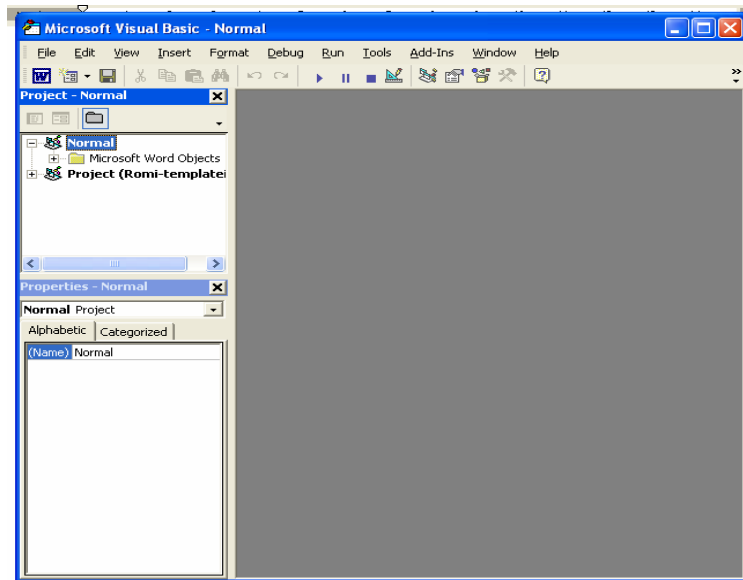 Microsoft Visual Basic - Normal
File Edit View Insert Format Debug Run Tools Add-Ins Window Help
Project - Normal
Normal
Microsoft Word Objects
Project (Romi-templatei
Properties - Normal
Normal Project
Alphabetic Categorized
(Name) Normal